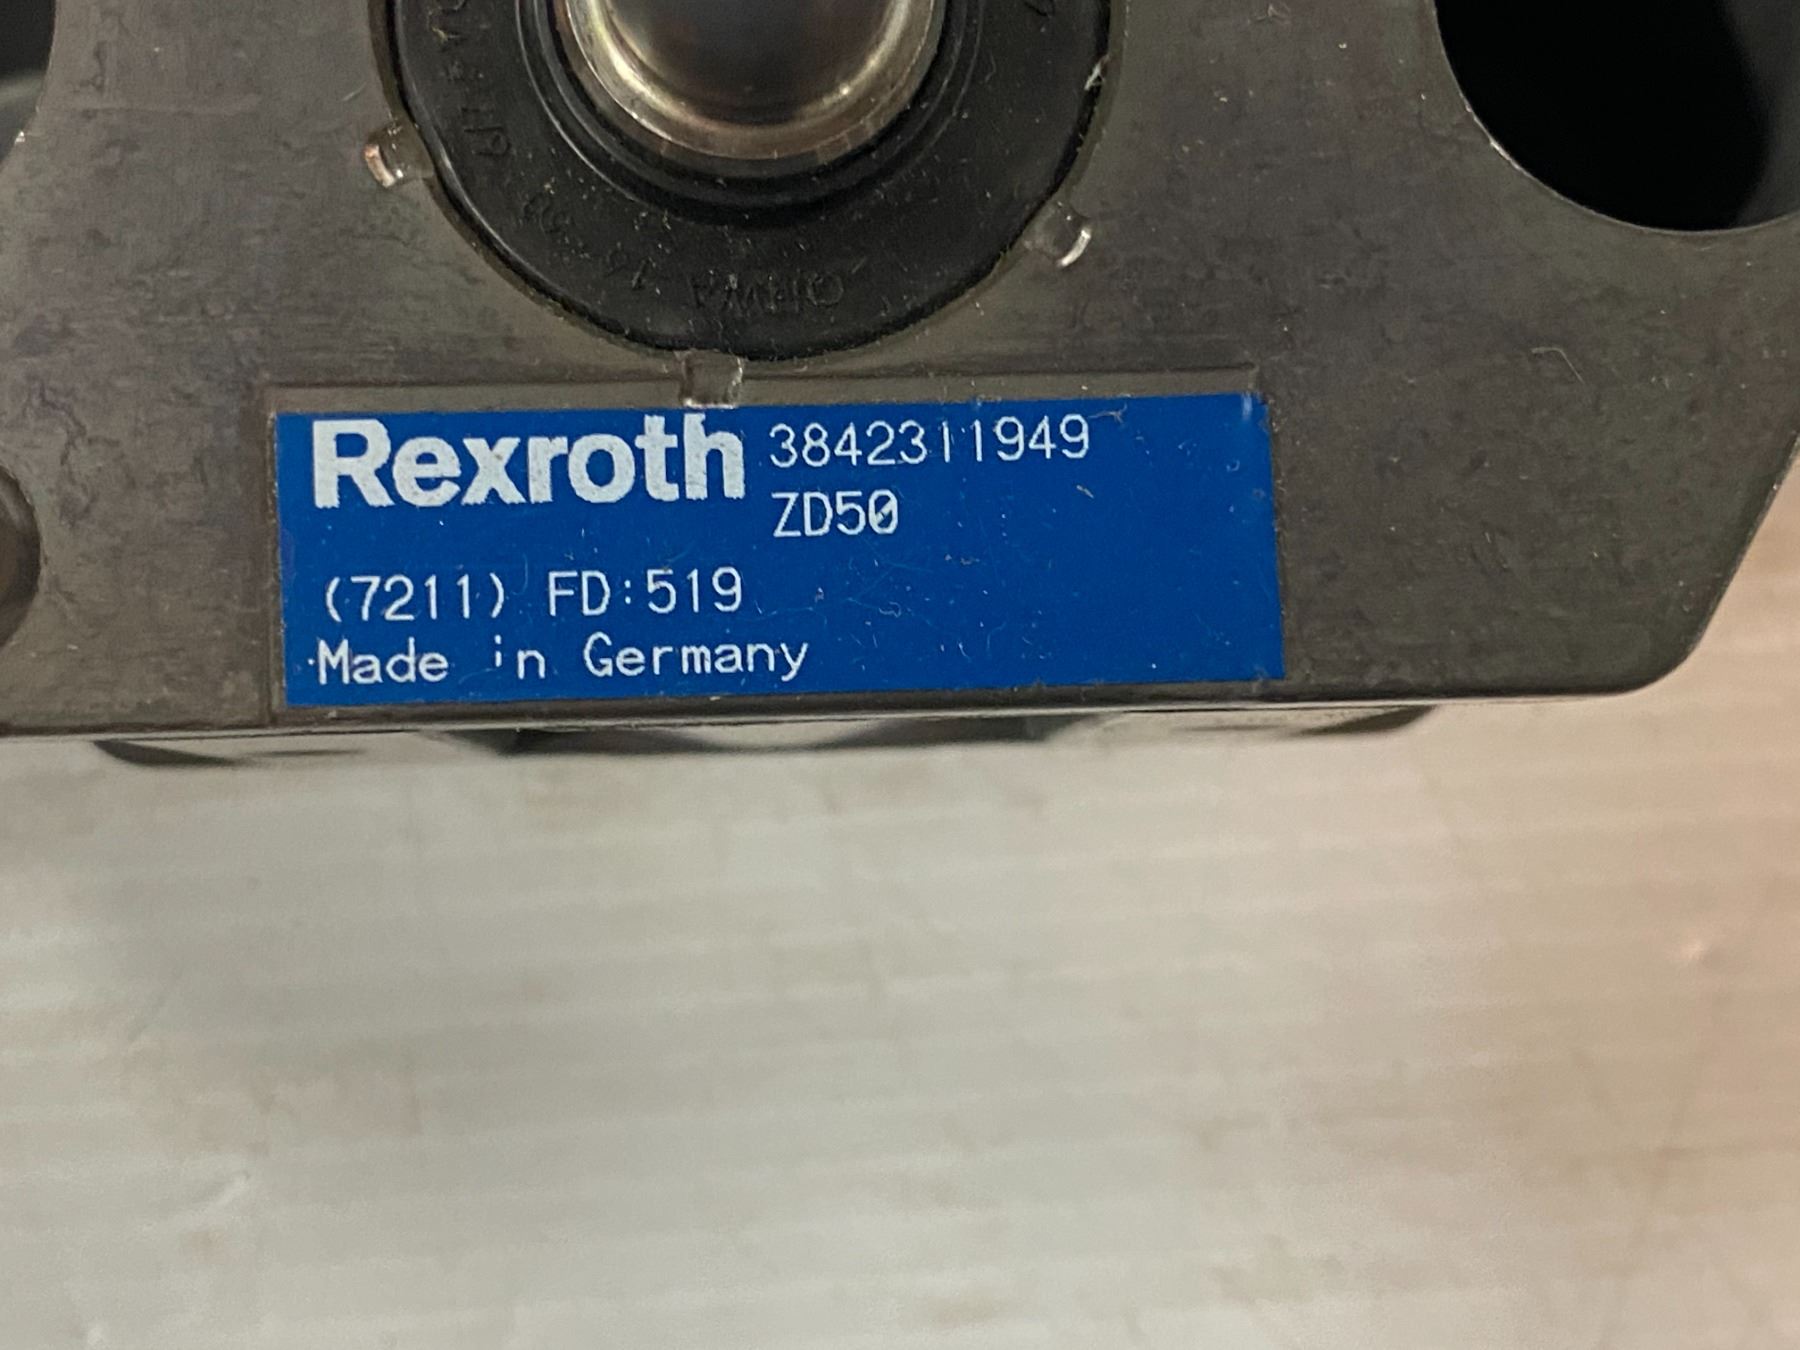 Rexroth 3842311949
ZD50
(7211) FD:519
Made in Germany